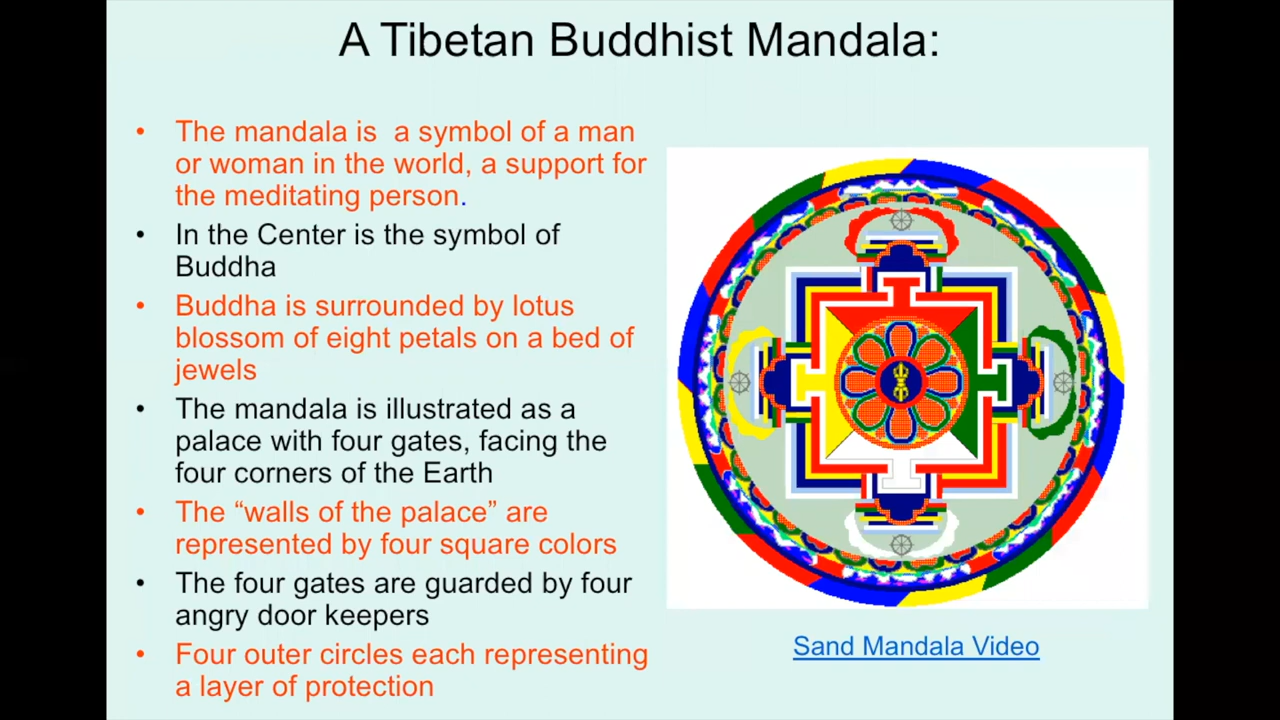 A Tibetan Buddhist Mandala:
• The mandala is  a symbol of a man
or woman in the world, a support for
the meditating person.
• In the Center is the symbol of
Buddha
• Buddha is surrounded by lotus
blossom of eight petals on a bed of
jewels
• The mandala is illustrated as a
palace with four gates, facing the
four corners of the Earth
• The “walls of the palace” are
represented by four square colors
• The four gates are guarded by four
angry door keepers
• Four outer circles each representing
a layer of protection
Sand Mandala Video